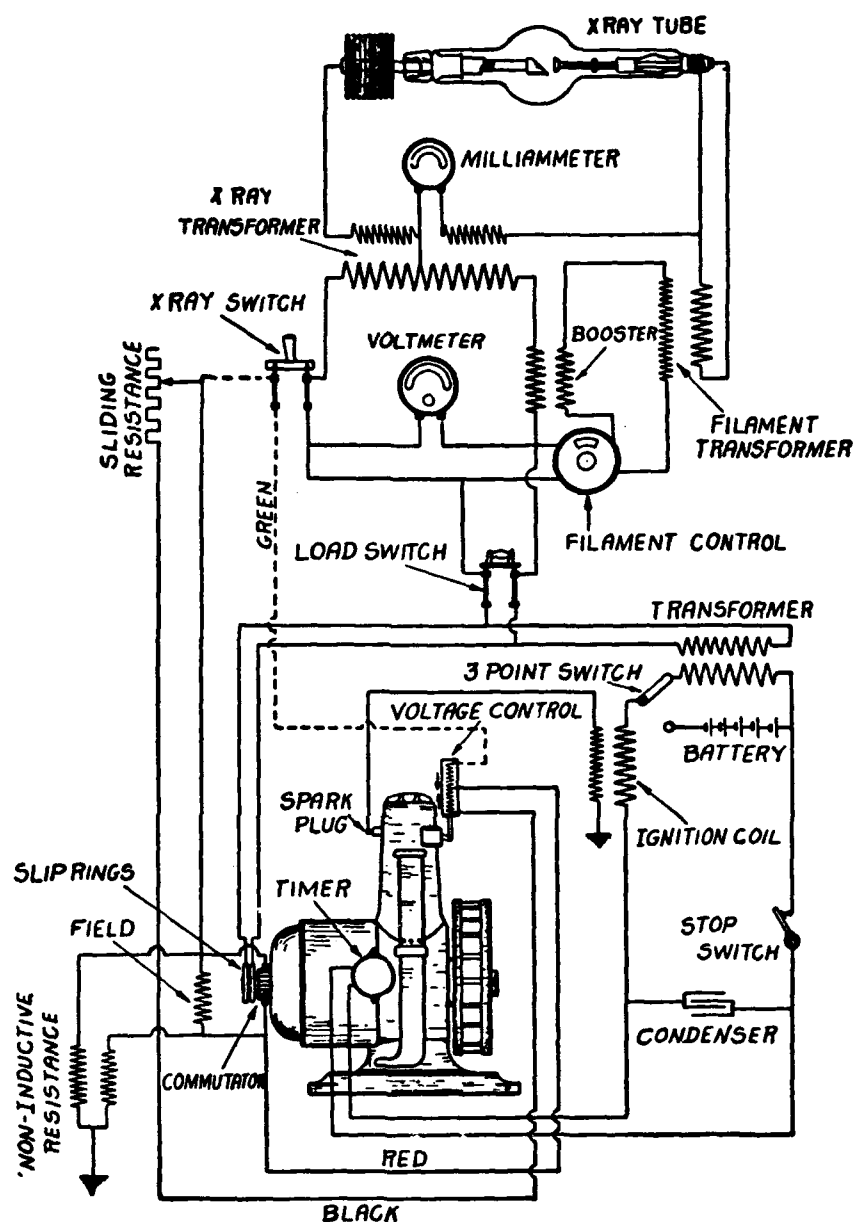 X RAY TUBE
MILLIAMMETER
X RAY
TRANSFORMER
X RAY SWITCH
VOLTMETER
BOOSTER
SLIDING
RESISTANCE
FILAMENT
TRANSFORMER
GREEN
LOAD SWITCH
FILAMENT CONTROL
TRANSFORMER
3 POINT SWITCH
VOLTAGE CONTROL
BATTERY
SPARK
PLUG
IGNITION COIL
SLIP RINGS
TIMER
FIELD
STOP
SWITCH
'NON-INDUCTIVE
RESISTANCE
CONDENSER
COMMUTATOR
RED
BLACK